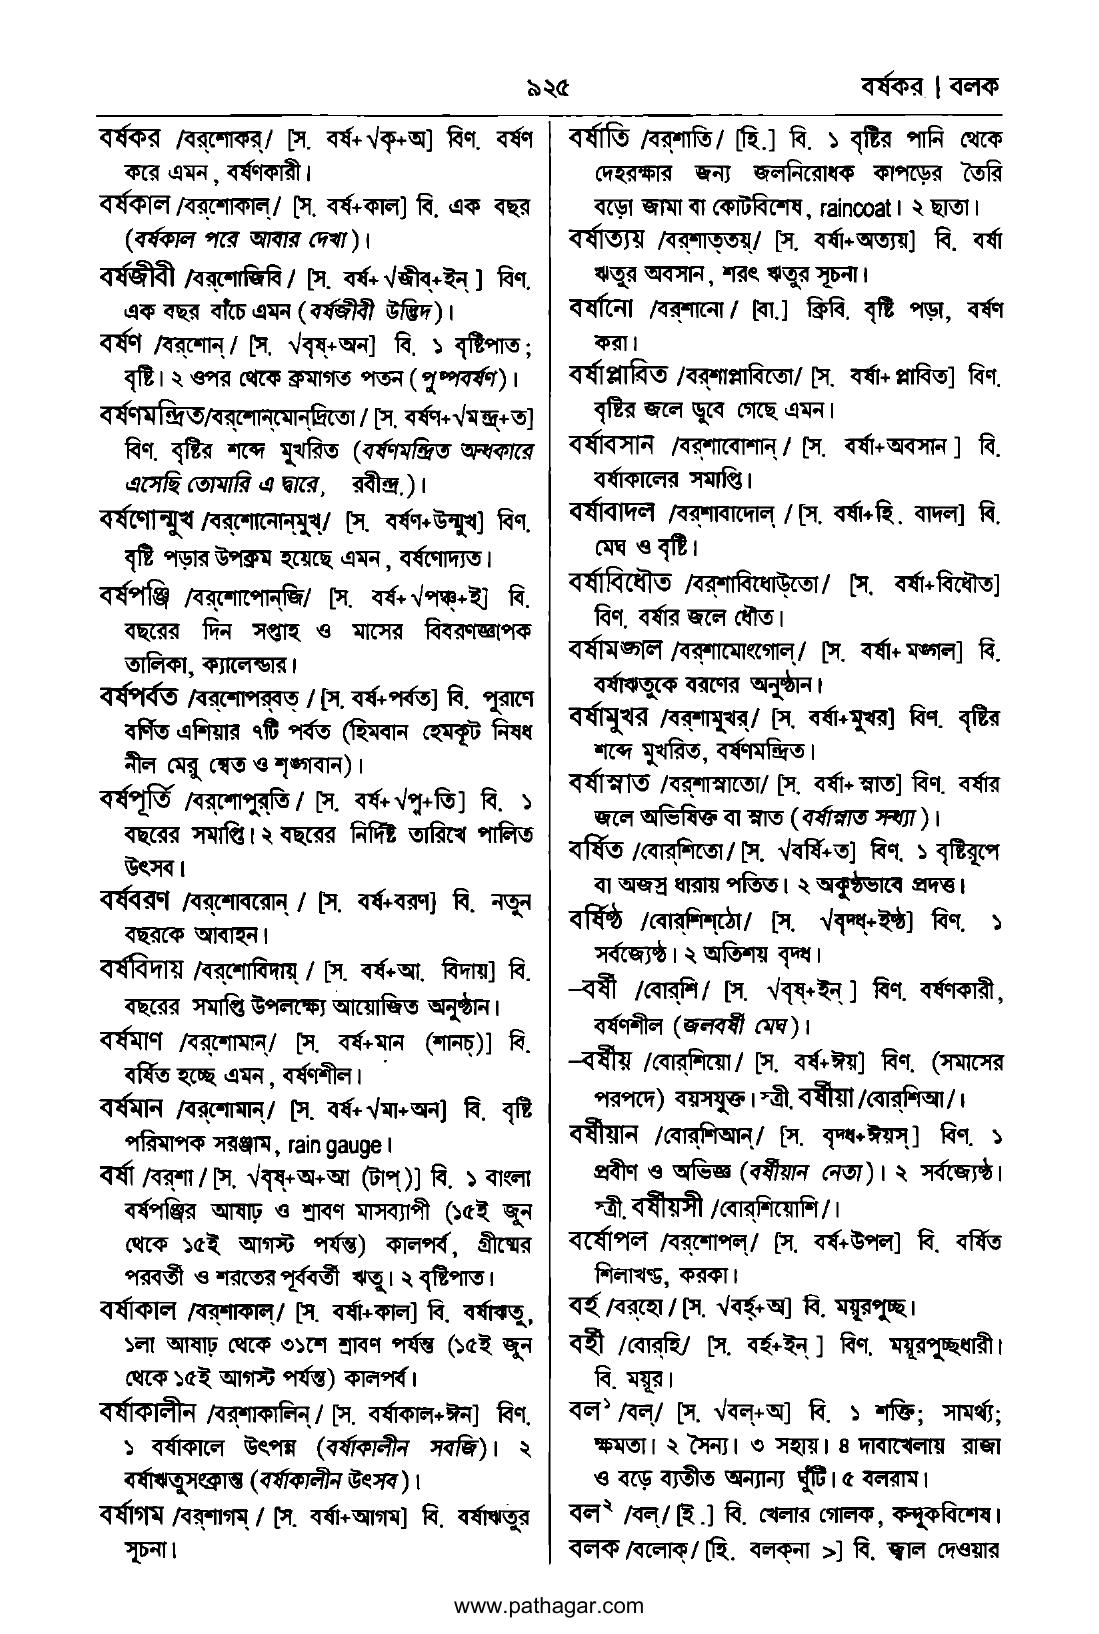 ৯২৫
বর্ষকর | বলক
বর্ষকর /বর্‌শোকর্‌/ [স. বর্ষ+√কৃ+অ] বিণ. বর্ষণ
করে এমন, বর্ষণকারী।
বর্ষকাল /বর্‌শোকাল্‌/ [স. বর্ষ+কাল] বি. এক বছর
(বর্ষকাল পরে আবার দেখা)।
বর্ষজীবী /বর্‌শোজিবি/ [স. বর্ষ+√জীব্‌+ইন্‌] বিণ.
এক বছর বাঁচে এমন (বর্ষজীবী উদ্ভিদ)।
বর্ষণ /বর্‌শোন্‌/ [স. √বৃষ্‌+অন] বি. ১ বৃষ্টিপাত;
বৃষ্টি। ২ ওপর থেকে ক্রমাগত পতন (পুষ্পবর্ষণ)।
বর্ষণমন্দ্রিত/বর্‌শোন্‌মোন্‌দ্রিতো/ [স. বর্ষণ+√মন্দ্র্‌+ত]
বিণ. বৃষ্টির শব্দে মুখরিত (বর্ষণমন্দ্রিত অন্ধকারে
এসেছি তোমারি এ দ্বারে, রবীন্দ্র.)।
বর্ষণোন্মুখ /বর্‌শোনোন্‌মুখ্‌/ [স. বর্ষণ+উন্মুখ] বিণ.
বৃষ্টি পড়ার উপক্রম হয়েছে এমন, বর্ষণোদ্যত।
বর্ষপঞ্জি /বর্‌শোপোন্‌জি/ [স. বর্ষ+√পঞ্চ্‌+ই] বি.
বছরের দিন সপ্তাহ ও মাসের বিবরণজ্ঞাপক
তালিকা, ক্যালেন্ডার।
বর্ষপর্বত /বর্‌শোপর্‌বত্‌/ [স. বর্ষ+পর্বত] বি. পুরাণে
বর্ণিত এশিয়ার ৭টি পর্বত (হিমবান হেমকূট নিষধ
নীল মেরু শ্বেত ও শৃঙ্গবান)।
বর্ষপূর্তি /বর্‌শোপুর্‌তি/ [স. বর্ষ+√পৄ+তি] বি. ১
বছরের সমাপ্তি। ২ বছরের নির্দিষ্ট তারিখে পালিত
উৎসব।
বর্ষবরণ /বর্‌শোবরোন্‌/ [স. বর্ষ+বরণ] বি. নতুন
বছরকে আবাহন।
বর্ষবিদায় /বর্‌শোবিদায়্‌/ [স. বর্ষ+আ. বিদায়] বি.
বছরের সমাপ্তি উপলক্ষ্যে আয়োজিত অনুষ্ঠান।
বর্ষমাণ /বর্‌শোমান্‌/ [স. বর্ষ+মান (শানচ্‌)] বি.
বর্ষিত হচ্ছে এমন, বর্ষণশীল।
বর্ষমান /বর্‌শোমান্‌/ [স. বর্ষ+√মা+অন] বি. বৃষ্টি
পরিমাপক সরঞ্জাম, rain gauge।
বর্ষা /বর্‌শা/ [স. √বৃষ্‌+অ+আ (টাপ্‌)] বি. ১ বাংলা
বর্ষপঞ্জির আষাঢ় ও শ্রাবণ মাসব্যাপী (১৫ই জুন
থেকে ১৫ই আগস্ট পর্যন্ত) কালপর্ব, গ্রীষ্মের
পরবর্তী ও শরতের পূর্ববর্তী ঋতু। ২ বৃষ্টিপাত।
বর্ষাকাল /বর্‌শাকাল্‌/ [স. বর্ষা+কাল] বি. বর্ষাঋতু,
১লা আষাঢ় থেকে ৩১শে শ্রাবণ পর্যন্ত (১৫ই জুন
থেকে ১৫ই আগস্ট পর্যন্ত) কালপর্ব।
বর্ষাকালীন /বর্‌শাকালিন্‌/ [স. বর্ষাকাল+ঈন] বিণ.
১ বর্ষাকালে উৎপন্ন (বর্ষাকালীন সবজি)। ২
বর্ষাঋতুসংক্রান্ত (বর্ষাকালীন উৎসব)।
বর্ষাগম /বর্‌শাগম্‌/ [স. বর্ষা+আগম] বি. বর্ষাঋতুর
সূচনা।
বর্ষাতি /বর্‌শাতি/ [হি.] বি. ১ বৃষ্টির পানি থেকে
দেহরক্ষার জন্য জলনিরোধক কাপড়ের তৈরি
বড়ো জামা বা কোটবিশেষ, raincoat। ২ ছাতা।
বর্ষাত্যয় /বর্‌শাত্‌তয়্‌/ [স. বর্ষা+অত্যয়] বি. বর্ষা
ঋতুর অবসান, শরৎ ঋতুর সূচনা।
বর্ষানো /বর্‌শানো/ [বা.] ক্রিবি. বৃষ্টি পড়া, বর্ষণ
করা।
বর্ষাপ্লাবিত /বর্‌শাপ্লাবিতো/ [স. বর্ষা+প্লাবিত] বিণ.
বৃষ্টির জলে ডুবে গেছে এমন।
বর্ষাবসান /বর্‌শাবোশান্‌/ [স. বর্ষা+অবসান] বি.
বর্ষাকালের সমাপ্তি।
বর্ষাবাদল /বর্‌শাবাদোল্‌/ [স. বর্ষা+হি. বাদল] বি.
মেঘ ও বৃষ্টি।
বর্ষাবিধৌত /বর্‌শাবিধোউ্‌তো/ [স. বর্ষা+বিধৌত]
বিণ. বর্ষার জলে ধৌত।
বর্ষামঙ্গল /বর্‌শামোংগোল্‌/ [স. বর্ষা+মঙ্গল] বি.
বর্ষাঋতুকে বরণের অনুষ্ঠান।
বর্ষামুখর /বর্‌শামুখর্‌/ [স. বর্ষা+মুখর] বিণ. বৃষ্টির
শব্দে মুখরিত, বর্ষণমন্দ্রিত।
বর্ষাস্নাত /বর্‌শাস্নাতো/ [স. বর্ষা+স্নাত] বিণ. বর্ষার
জলে অভিষিক্ত বা স্নাত (বর্ষাস্নাত সন্ধ্যা)।
বর্ষিত /বোর্‌শিতো/ [স. √বর্ষি+ত] বিণ. ১ বৃষ্টিরূপে
বা অজস্র ধারায় পতিত। ২ অকুণ্ঠভাবে প্রদত্ত।
বর্ষিষ্ঠ /বোর্‌শিশ্‌ঠো/ [স. √বৃদ্ধ্‌+ইষ্ঠ] বিণ. ১
সর্বজ্যেষ্ঠ। ২ অতিশয় বৃদ্ধ।
–বর্ষী /বোর্‌শি/ [স. √বৃষ্‌+ইন্‌] বিণ. বর্ষণকারী,
বর্ষণশীল (জলবর্ষী মেঘ)।
–বর্ষীয় /বোর্‌শিয়ো/ [স. বর্ষ+ঈয়] বিণ. (সমাসের
পরপদে) বয়সযুক্ত। স্ত্রী. বর্ষীয়া /বোর্‌শিআ/।
বর্ষীয়ান /বোর্‌শিআন্‌/ [স. বৃদ্ধ+ঈয়স্‌] বিণ. ১
প্রবীণ ও অভিজ্ঞ (বর্ষীয়ান নেতা)। ২ সর্বজ্যেষ্ঠ।
স্ত্রী. বর্ষীয়সী /বোর্‌শিয়োশি/।
বর্ষোপল /বর্‌শোপল্‌/ [স. বর্ষ+উপল] বি. বর্ষিত
শিলাখণ্ড, করকা।
বর্হ /বর্‌হো/ [স. √বর্হ্‌+অ] বি. ময়ূরপুচ্ছ।
বর্হী /বোর্‌হি/ [স. বর্হ+ইন্‌] বিণ. ময়ূরপুচ্ছধারী।
বি. ময়ূর।
বল¹ /বল্‌/ [স. √বল্‌+অ] বি. ১ শক্তি; সামর্থ্য;
ক্ষমতা। ২ সৈন্য। ৩ সহায়। ৪ দাবাখেলায় রাজা
ও বড়ে ব্যতীত অন্যান্য ঘুঁটি। ৫ বলরাম।
বল² /বল্‌/ [ই.] বি. খেলার গোলক, কন্দুকবিশেষ।
বলক /বলোক্‌/ [হি. বলক্‌না >] বি. জ্বাল দেওয়ার
www.pathagar.com